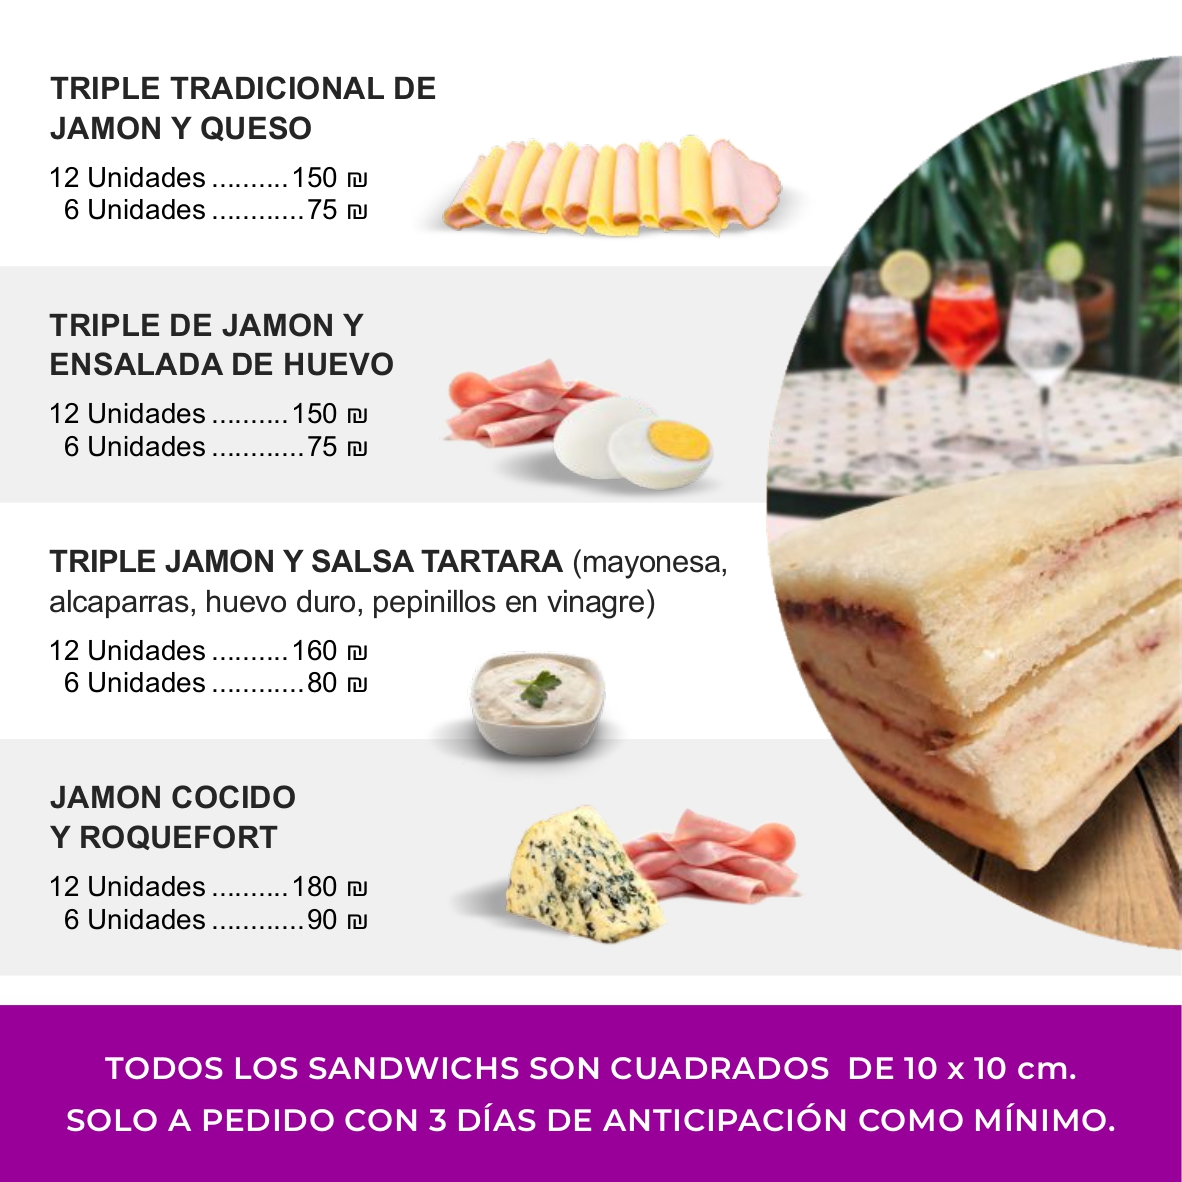 TRIPLE TRADICIONAL DE
JAMON Y QUESO
12 Unidades ..........150 ₪
6 Unidades ............75 ₪
TRIPLE DE JAMON Y
ENSALADA DE HUEVO
12 Unidades ..........150 ₪
6 Unidades ............75 ₪
TRIPLE JAMON Y SALSA TARTARA (mayonesa,
alcaparras, huevo duro, pepinillos en vinagre)
12 Unidades ..........160 ₪
6 Unidades ............80 ₪
JAMON COCIDO
Y ROQUEFORT
12 Unidades ..........180 ₪
6 Unidades ............90 ₪
TODOS LOS SANDWICHS SON CUADRADOS DE 10 x 10 cm.
SOLO A PEDIDO CON 3 DÍAS DE ANTICIPACIÓN COMO MÍNIMO.